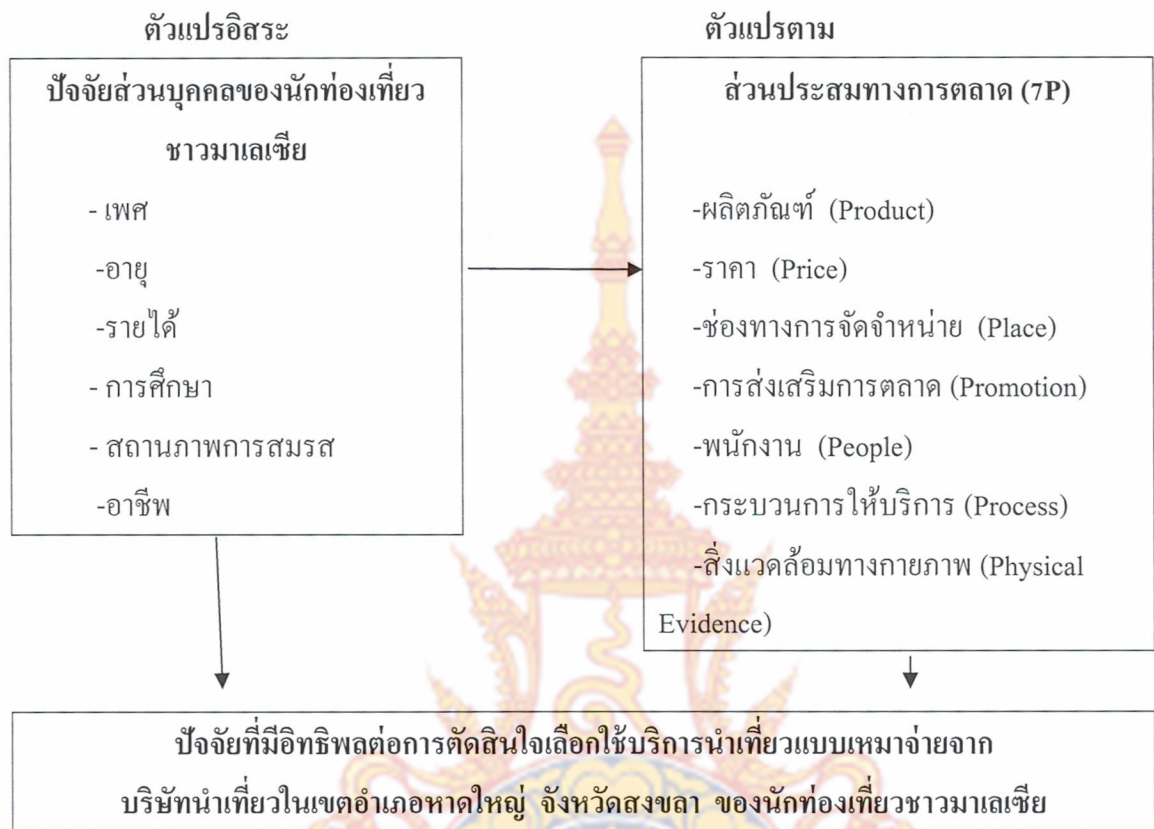 ตัวแปรอิสระ
ปัจจัยส่วนบุคคลของนักท่องเที่ยว
ชาวมาเลเซีย
- เพศ
-อายุ
-รายได้
- การศึกษา
- สถานภาพการสมรส
-อาชีพ
ตัวแปรตาม
ส่วนประสมทางการตลาด (7P)
-ผลิตภัณฑ์ (Product)
-ราคา (Price)
-ช่องทางการจัดจำหน่าย (Place)
-การส่งเสริมการตลาด (Promotion)
-พนักงาน (People)
-กระบวนการให้บริการ (Process)
-สิ่งแวดล้อมทางกายภาพ (Physical
Evidence)
ปัจจัยที่มีอิทธิพลต่อการตัดสินใจเลือกใช้บริการนำเที่ยวแบบเหมาจ่ายจาก
บริษัทนำเที่ยวในเขตอำเภอหาดใหญ่ จังหวัดสงขลา ของนักท่องเที่ยวชาวมาเลเซีย